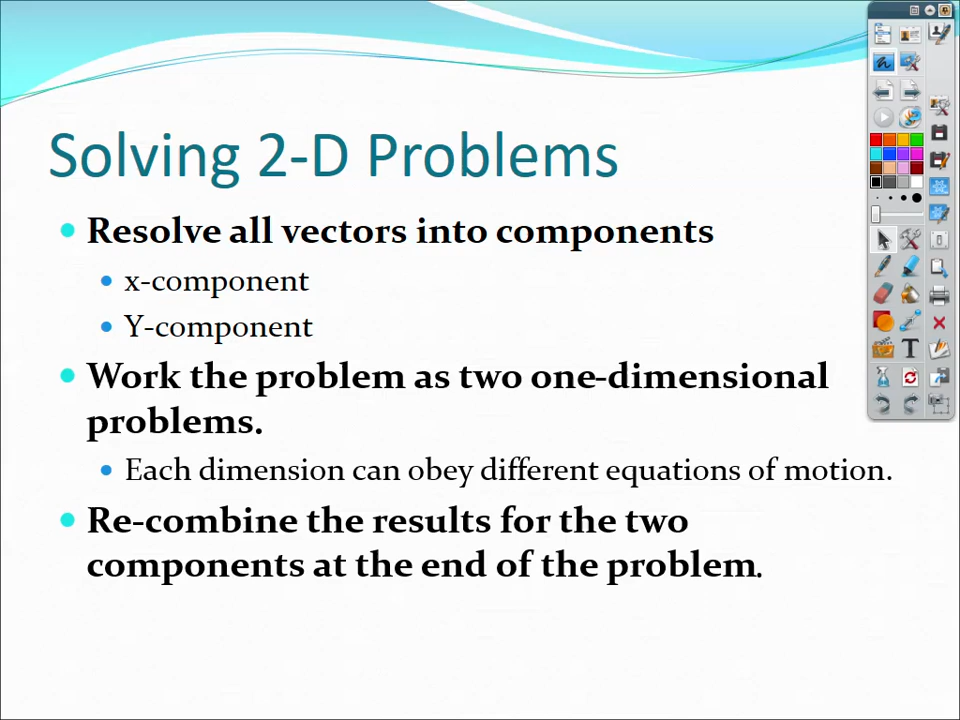 Solving 2-D Problems
Resolve all vectors into components
x-component
Y-component
Work the problem as two one-dimensional
problems.
Each dimension can obey different equations of motion.
Re-combine the results for the two
components at the end of the problem.
T